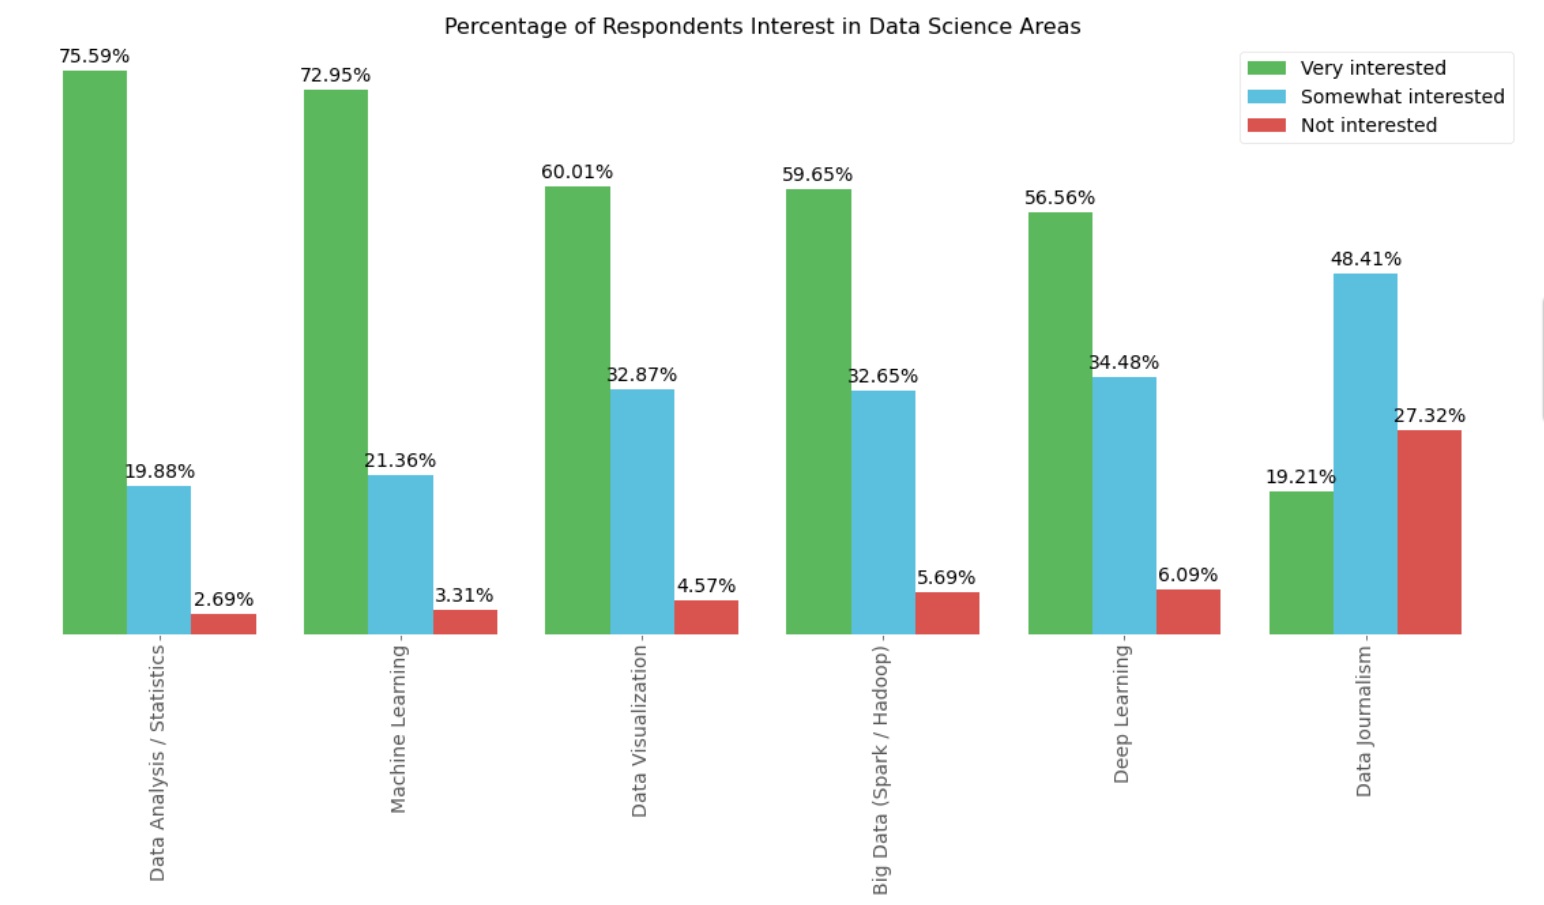 Percentage of Respondents Interest in Data Science Areas
Very interested
Somewhat interested
Not interested
75.59%
19.88%
2.69%
72.95%
21.36%
3.31%
60.01%
32.87%
4.57%
59.65%
32.65%
5.69%
56.56%
34.48%
6.09%
19.21%
48.41%
27.32%
Data Analysis / Statistics
Machine Learning
Data Visualization
Big Data (Spark / Hadoop)
Deep Learning
Data Journalism